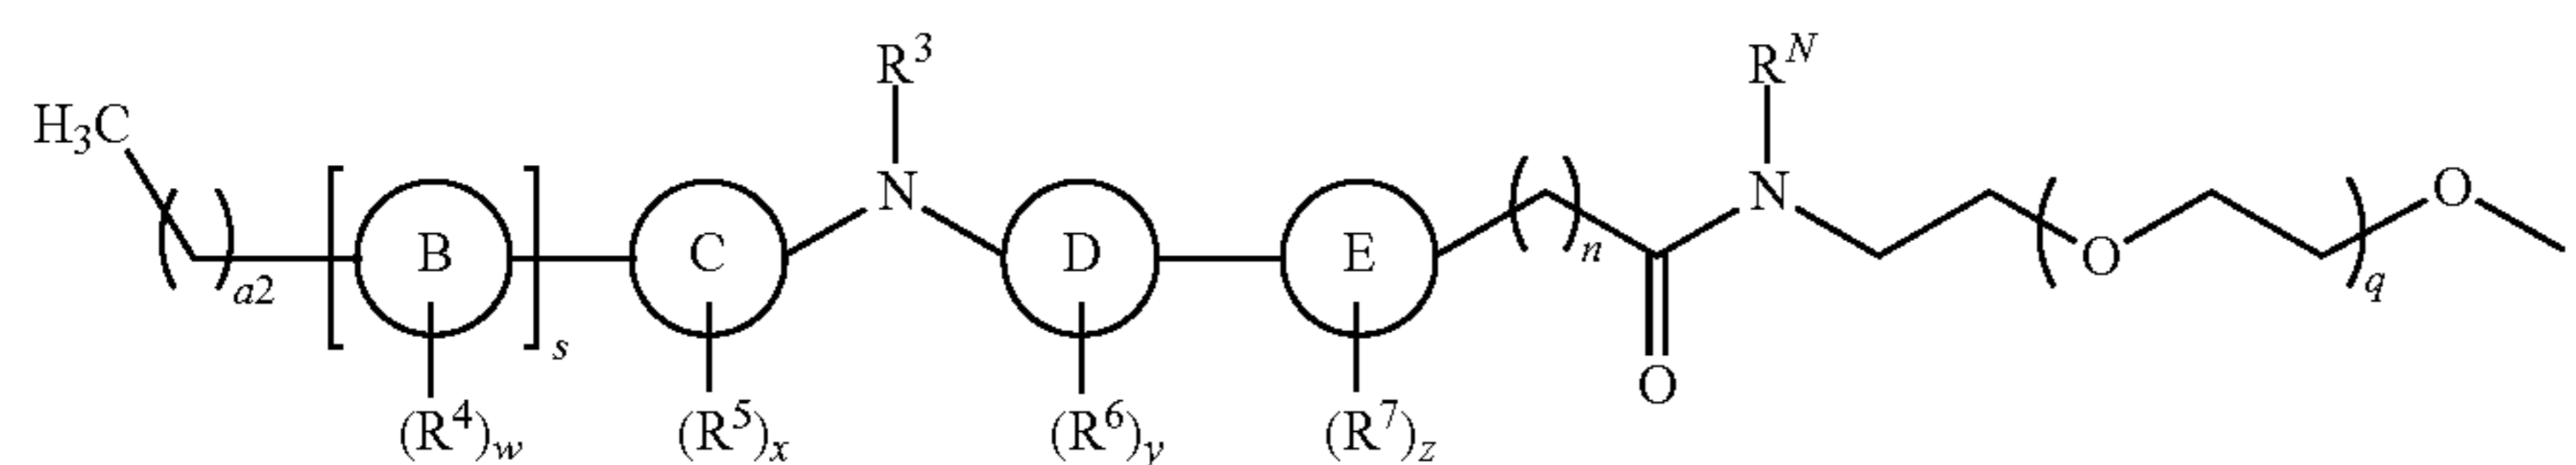 R³ Rᴺ
H₃C
( )a2 [ B ]s C N D E ( )n N ( O )q O
O
(R⁴)w (R⁵)x (R⁶)y (R⁷)z